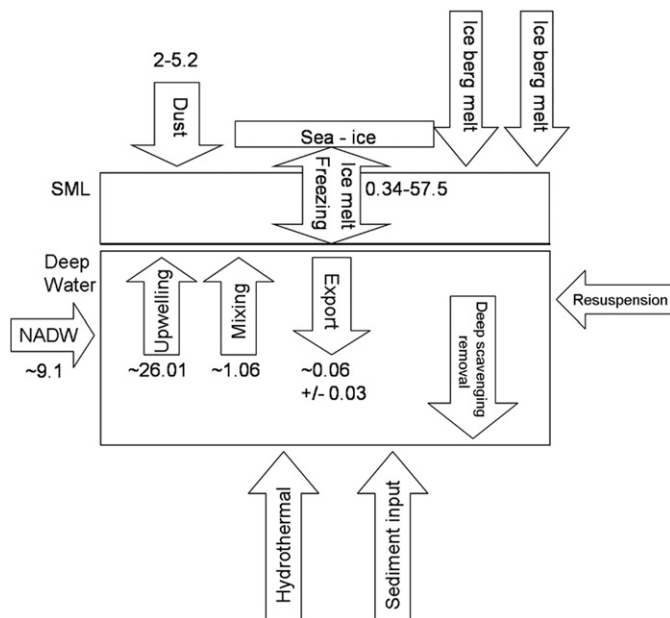 2-5.2
Dust
Ice berg melt
Ice berg melt
Sea - ice
Freezing
Ice melt
SML
0.34-57.5
Deep
Water
Upwelling
Mixing
Export
Deep scavenging
removal
Resuspension
NADW
~9.1
~26.01
~1.06
~0.06
+/- 0.03
Hydrothermal
Sediment input